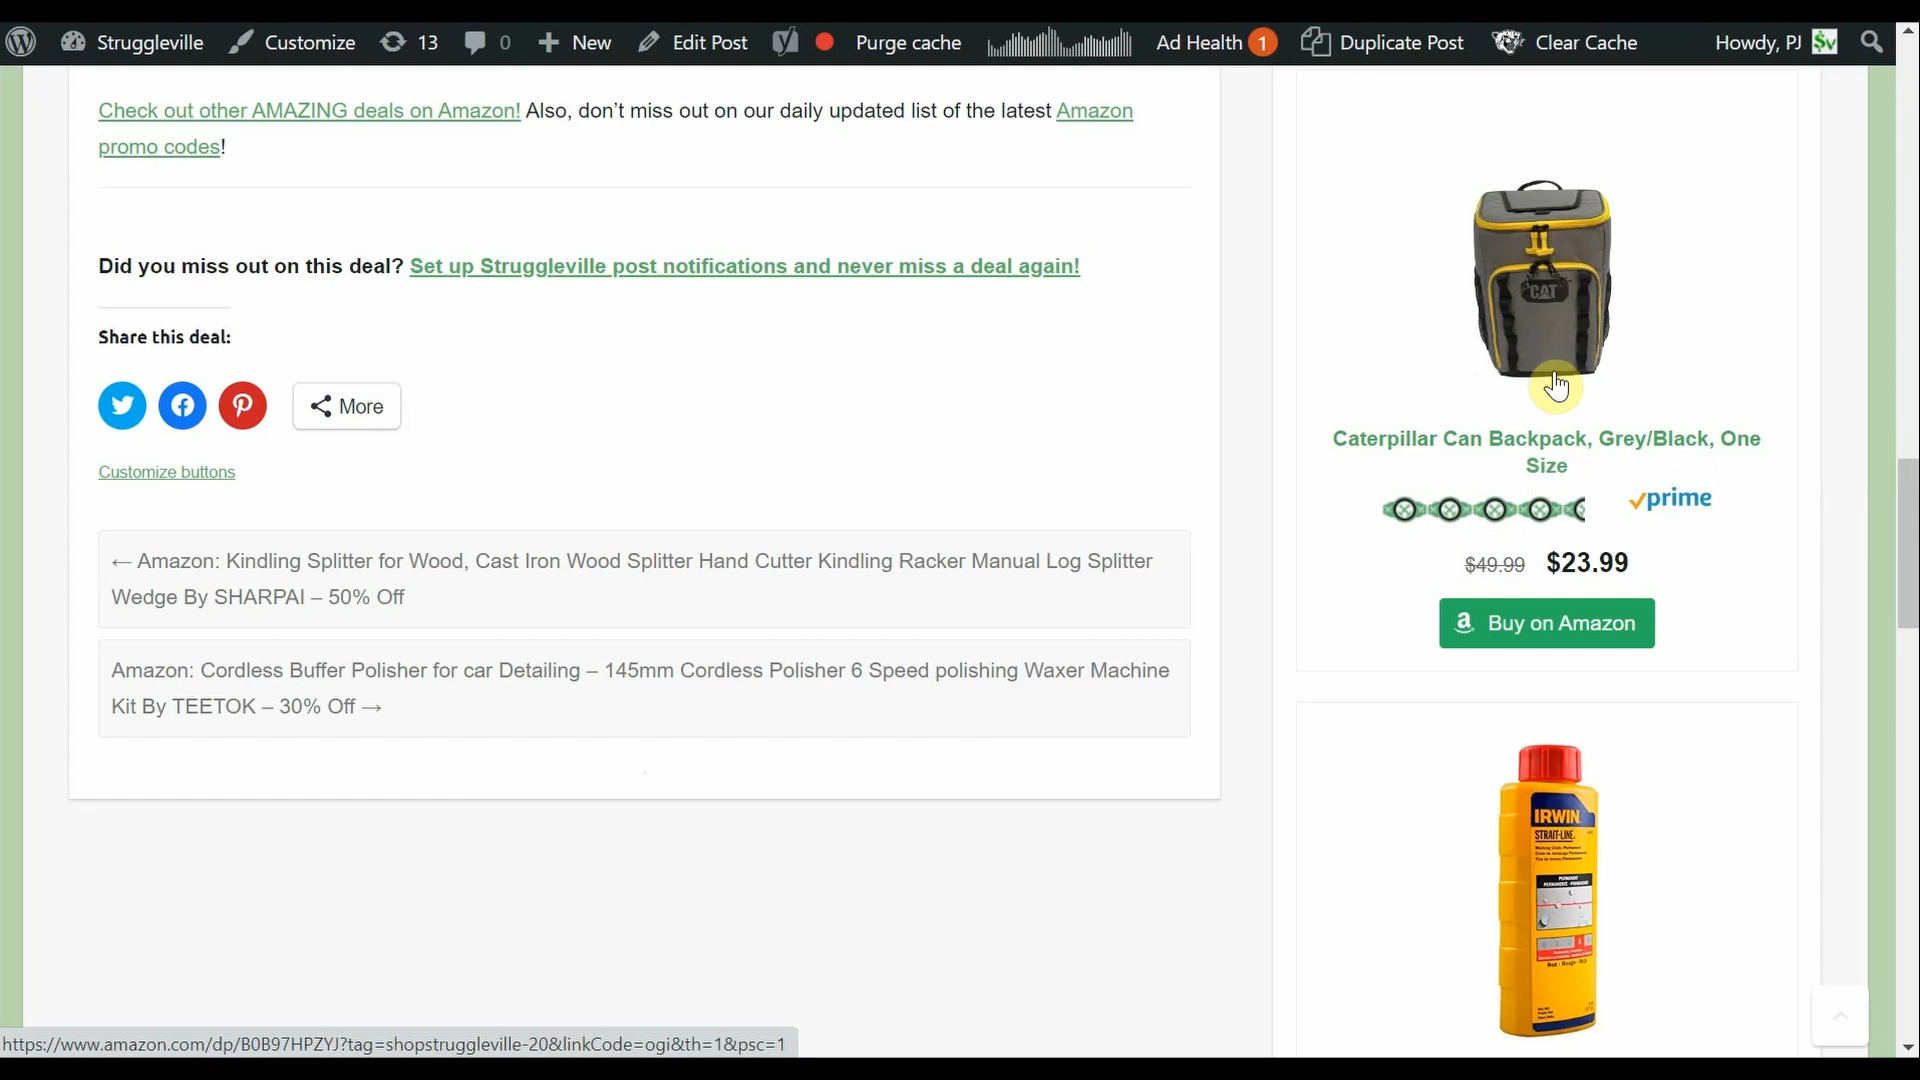 Struggleville Customize 13 0 New Edit Post Purge cache Ad Health 1 Duplicate Post Clear Cache Howdy, PJ
Check out other AMAZING deals on Amazon! Also, don’t miss out on our daily updated list of the latest Amazon
promo codes!
Did you miss out on this deal? Set up Struggleville post notifications and never miss a deal again!
Share this deal:
More
Customize buttons
← Amazon: Kindling Splitter for Wood, Cast Iron Wood Splitter Hand Cutter Kindling Racker Manual Log Splitter
Wedge By SHARPAI – 50% Off
Amazon: Cordless Buffer Polisher for car Detailing – 145mm Cordless Polisher 6 Speed polishing Waxer Machine
Kit By TEETOK – 30% Off →
CAT
Caterpillar Can Backpack, Grey/Black, One
Size
prime
$49.99 $23.99
Buy on Amazon
IRWIN
STRAIT-LINE
https://www.amazon.com/dp/B0B97HPZYJ?tag=shopstruggleville-20&linkCode=ogi&th=1&psc=1